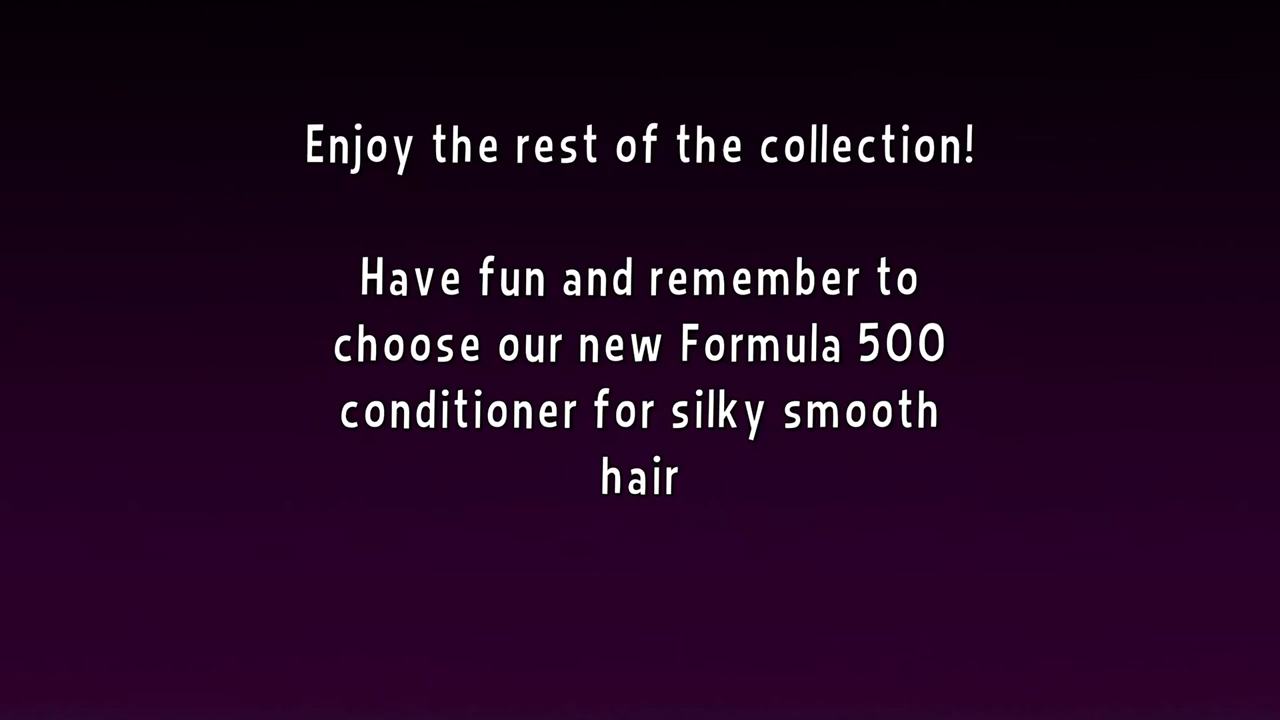 Enjoy the rest of the collection!
Have fun and remember to
choose our new Formula 500
conditioner for silky smooth
hair